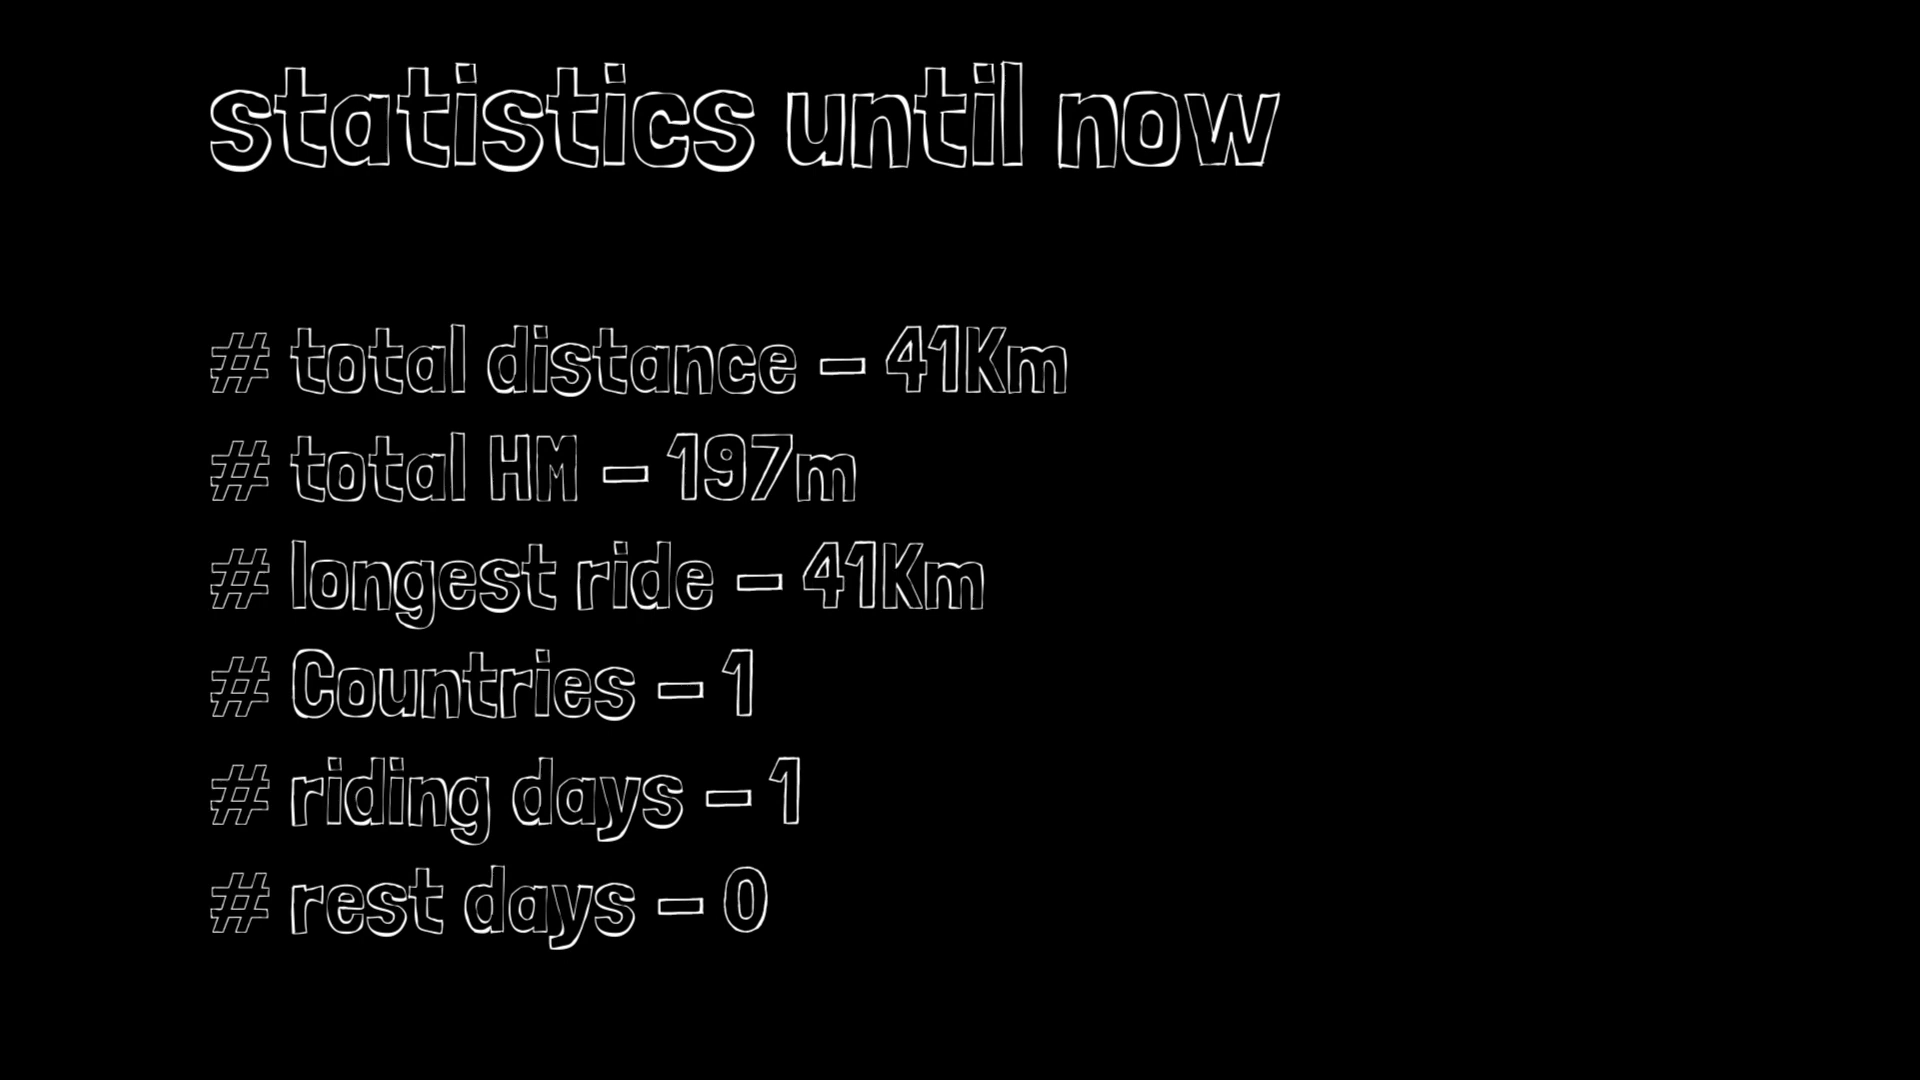 statistics until now
# total distance – 41Km
# total HM – 197m
# longest ride – 41Km
# Countries – 1
# riding days – 1
# rest days – 0